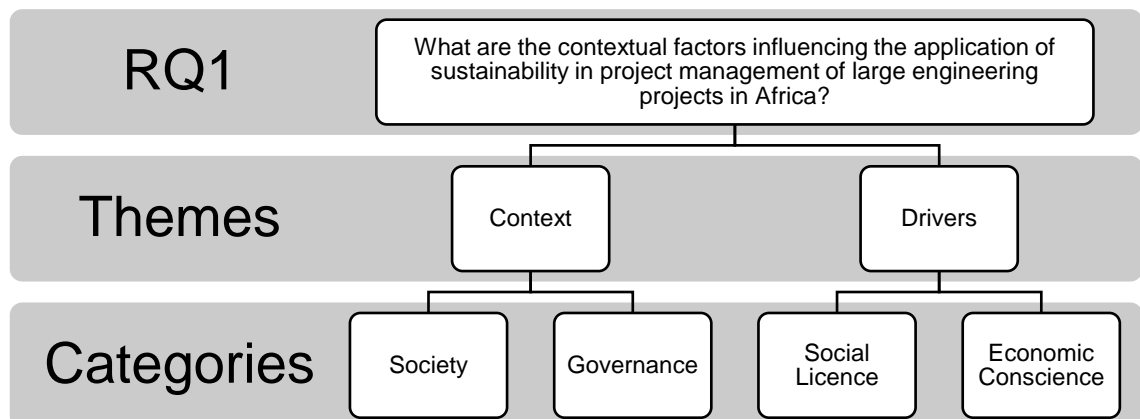 RQ1
What are the contextual factors influencing the application of
sustainability in project management of large engineering
projects in Africa?
Themes
Context
Drivers
Categories
Society
Governance
Social
Licence
Economic
Conscience